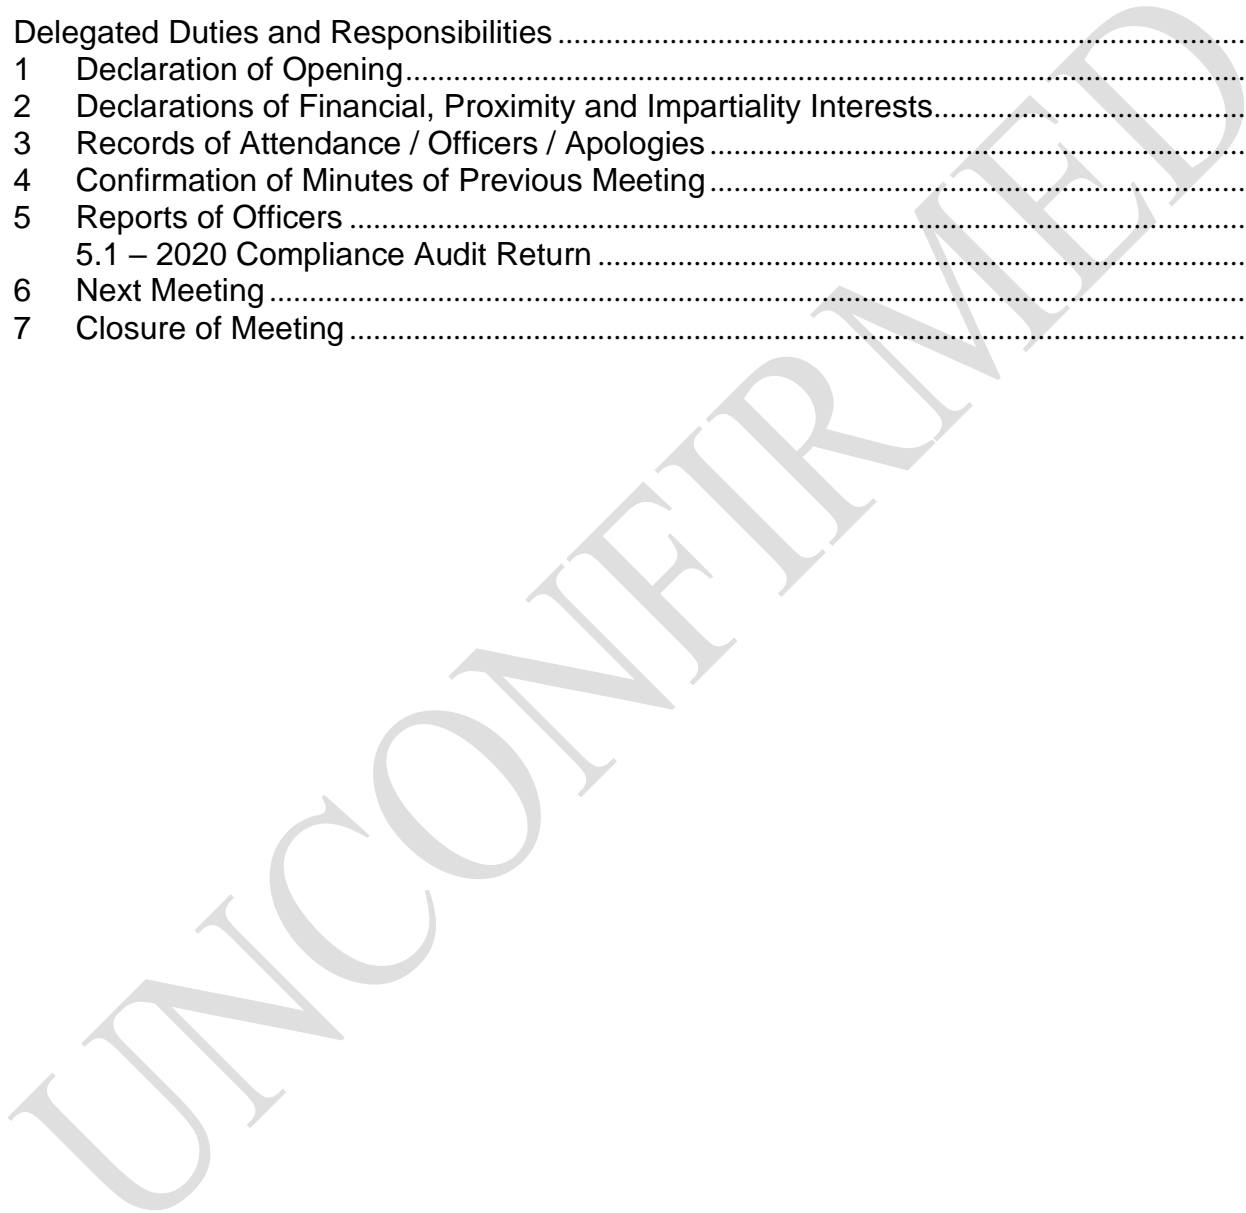 Delegated Duties and Responsibilities ................................................................................
1 Declaration of Opening ................................................................................
2 Declarations of Financial, Proximity and Impartiality Interests ......................................
3 Records of Attendance / Officers / Apologies ................................................................
4 Confirmation of Minutes of Previous Meeting ................................................................
5 Reports of Officers ................................................................................
5.1 – 2020 Compliance Audit Return ................................................................
6 Next Meeting ................................................................................
7 Closure of Meeting ................................................................................
UNCONFIRMED